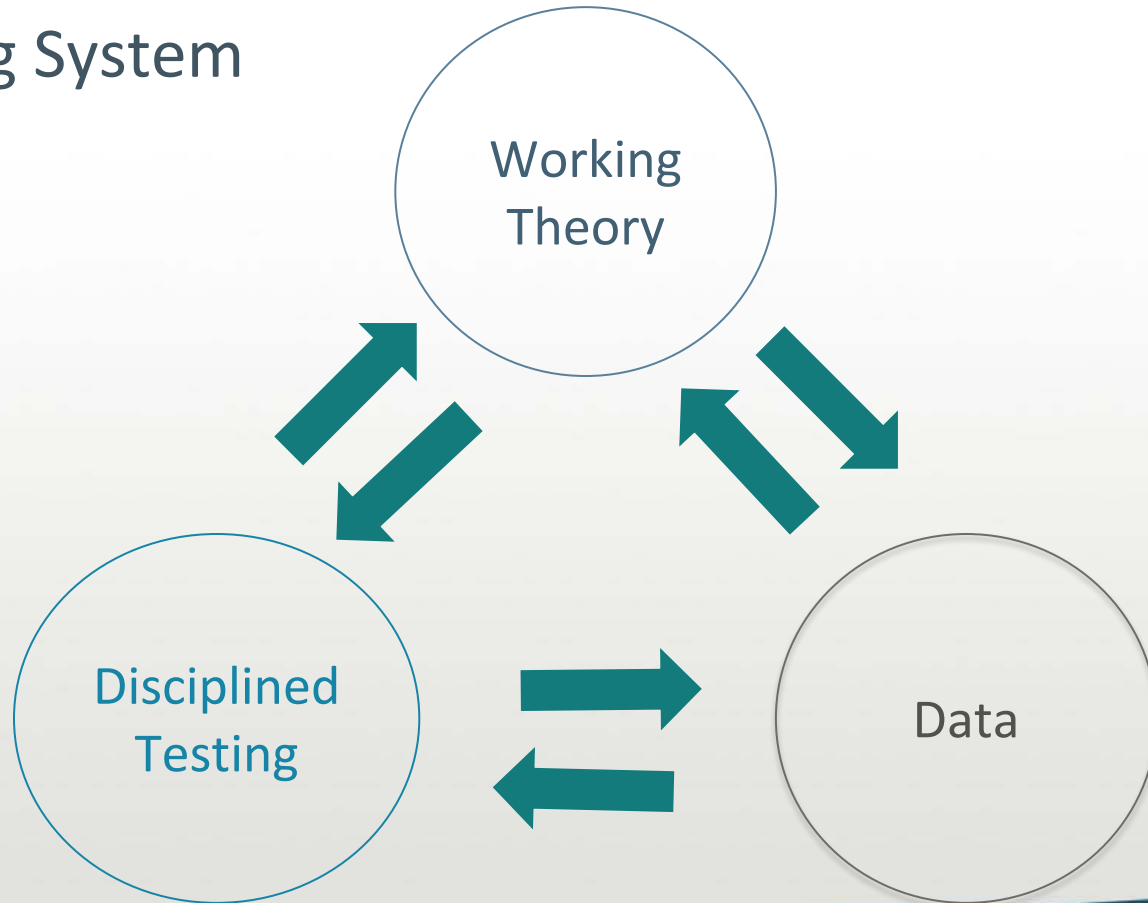 g System
Working
Theory
Disciplined
Testing
Data